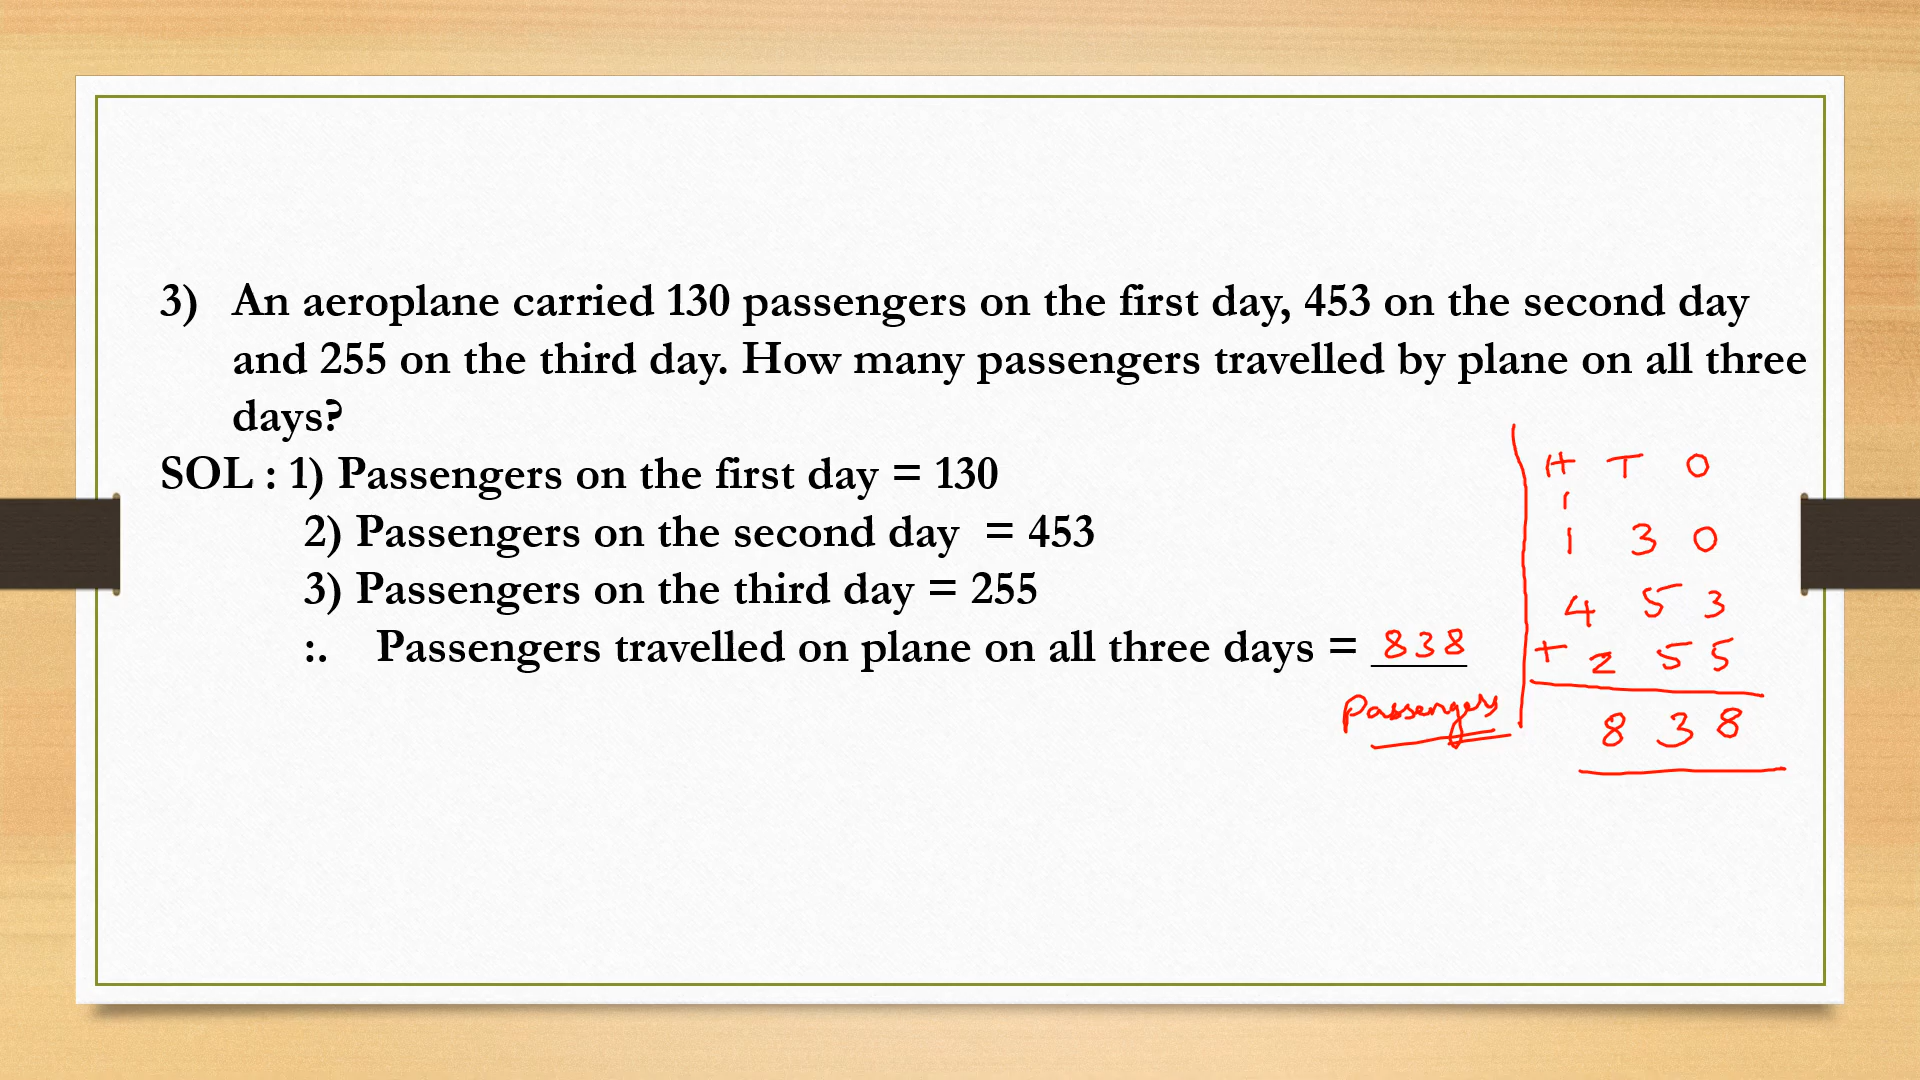 3) An aeroplane carried 130 passengers on the first day, 453 on the second day
and 255 on the third day. How many passengers travelled by plane on all three
days?
SOL : 1) Passengers on the first day = 130
2) Passengers on the second day = 453
3) Passengers on the third day = 255
:. Passengers travelled on plane on all three days = 838
Passengers
H T O
1
1 3 0
4 5 3
+ 2 5 5
8 3 8